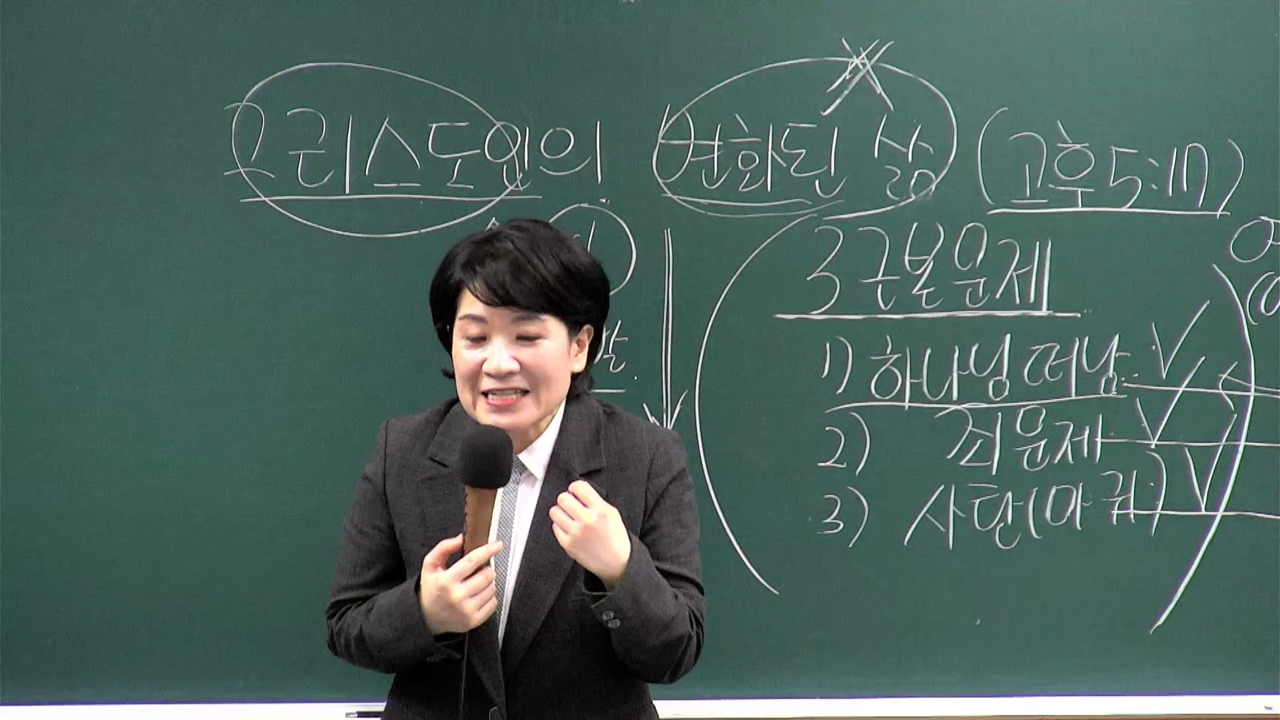 그리스도인의 변화된 삶 (고후5:17)
3근본문제
1) 하나님 떠남
2) 죄문제
3) 사단(마귀)